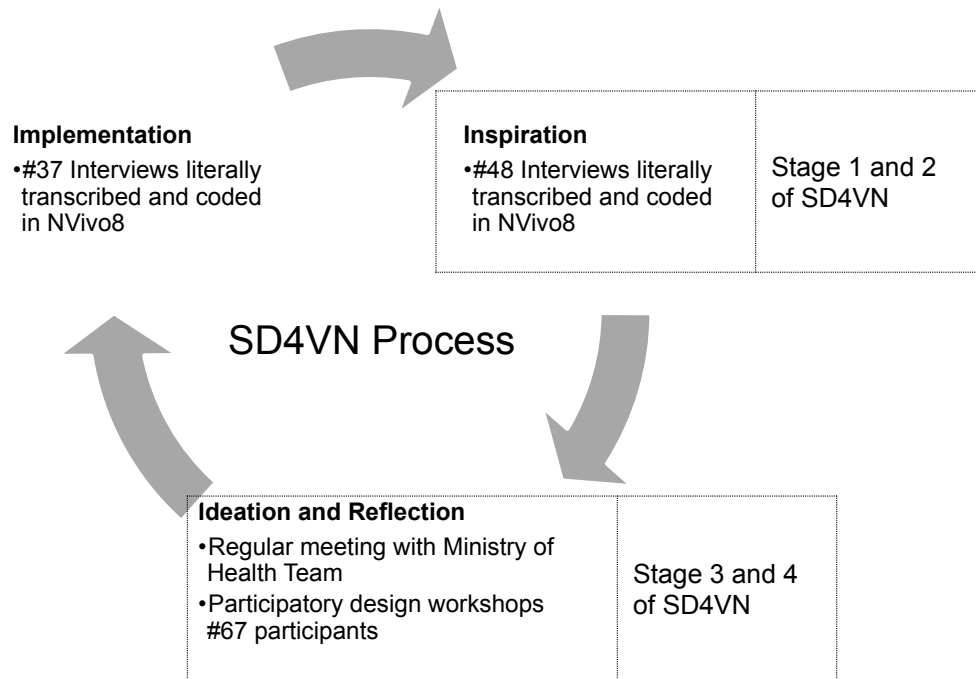 Implementation
•#37 Interviews literally
transcribed and coded
in NVivo8
Inspiration
•#48 Interviews literally
transcribed and coded
in NVivo8
Stage 1 and 2
of SD4VN
SD4VN Process
Ideation and Reflection
•Regular meeting with Ministry of
Health Team
•Participatory design workshops
#67 participants
Stage 3 and 4
of SD4VN